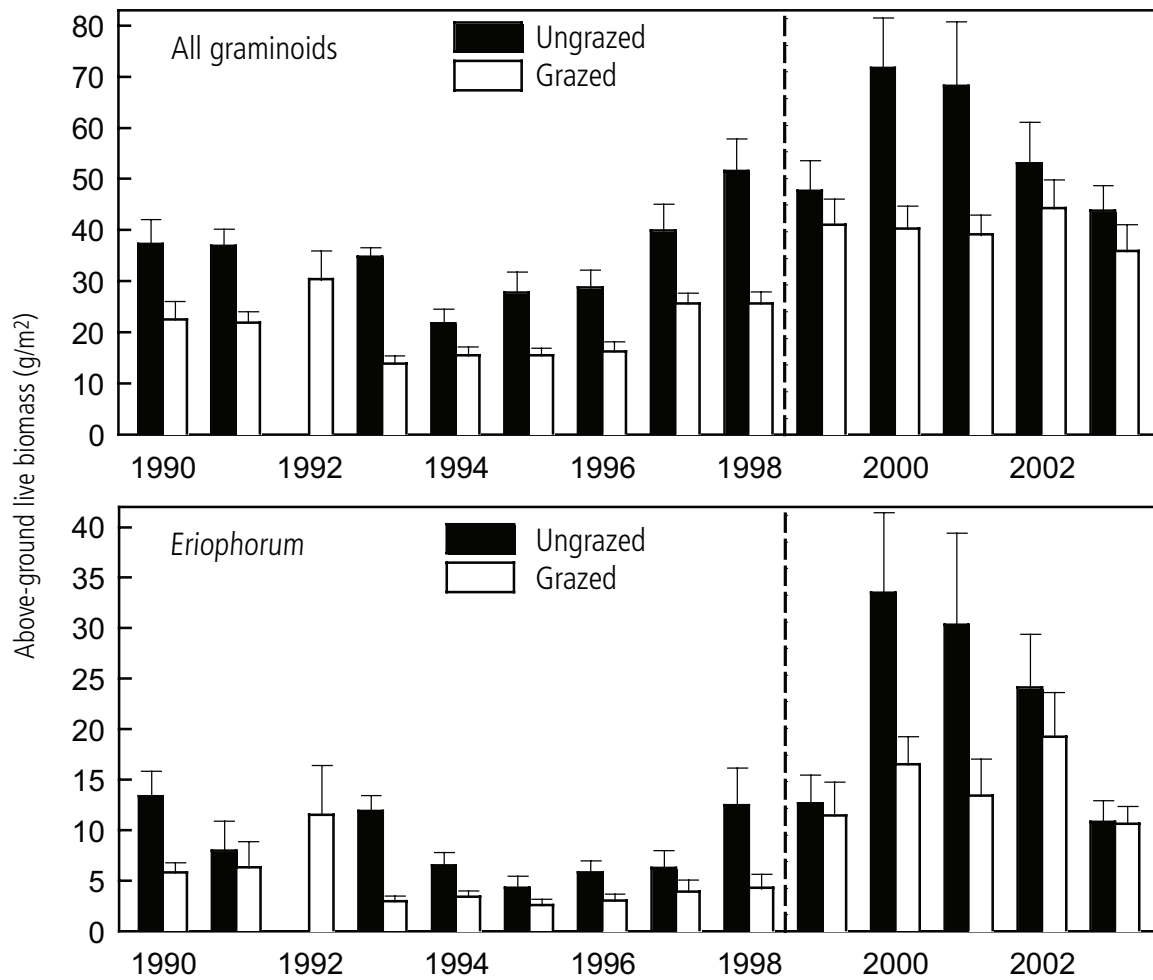 Above-ground live biomass (g/m²)
All graminoids
Ungrazed
Grazed
80
70
60
50
40
30
20
10
0
1990 1992 1994 1996 1998 2000 2002
Eriophorum
Ungrazed
Grazed
40
35
30
25
20
15
10
5
0
1990 1992 1994 1996 1998 2000 2002